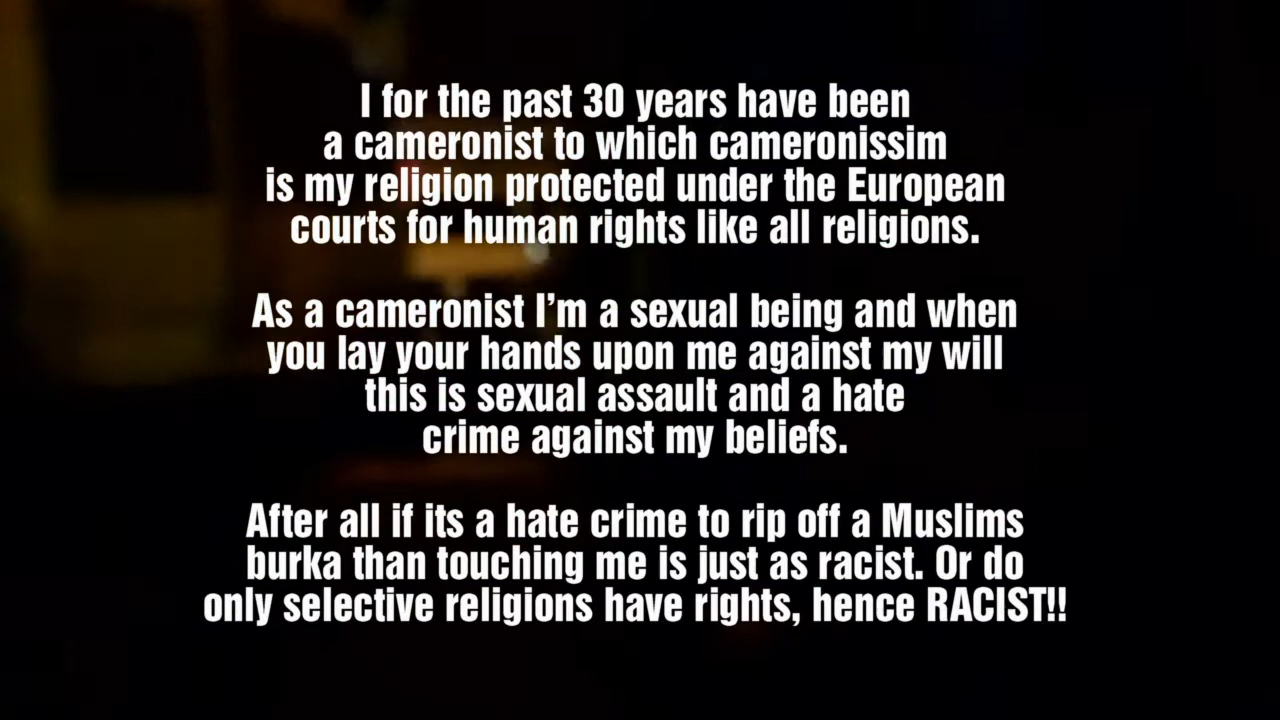 I for the past 30 years have been
a cameronist to which cameronissim
is my religion protected under the European
courts for human rights like all religions.
As a cameronist I’m a sexual being and when
you lay your hands upon me against my will
this is sexual assault and a hate
crime against my beliefs.
After all if its a hate crime to rip off a Muslims
burka than touching me is just as racist. Or do
only selective religions have rights, hence RACIST!!